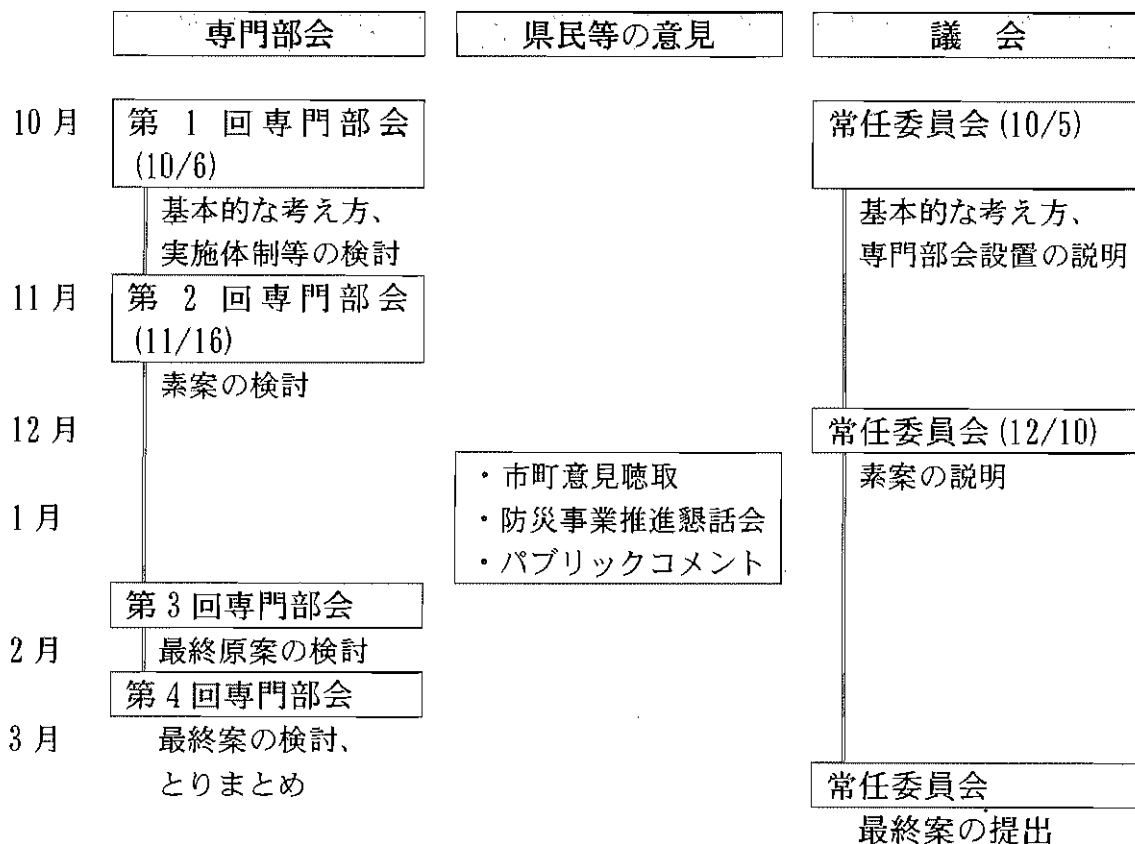 専門部会
県民等の意見
議 会
10月
第 1 回専門部会
(10/6)
基本的な考え方、
実施体制等の検討
11月
第 2 回専門部会
(11/16)
素案の検討
12月
1月
第3回専門部会
2月
最終原案の検討
第4回専門部会
3月
最終案の検討、
とりまとめ
・市町意見聴取
・防災事業推進懇話会
・パブリックコメント
常任委員会(10/5)
基本的な考え方、
専門部会設置の説明
常任委員会(12/10)
素案の説明
常任委員会
最終案の提出